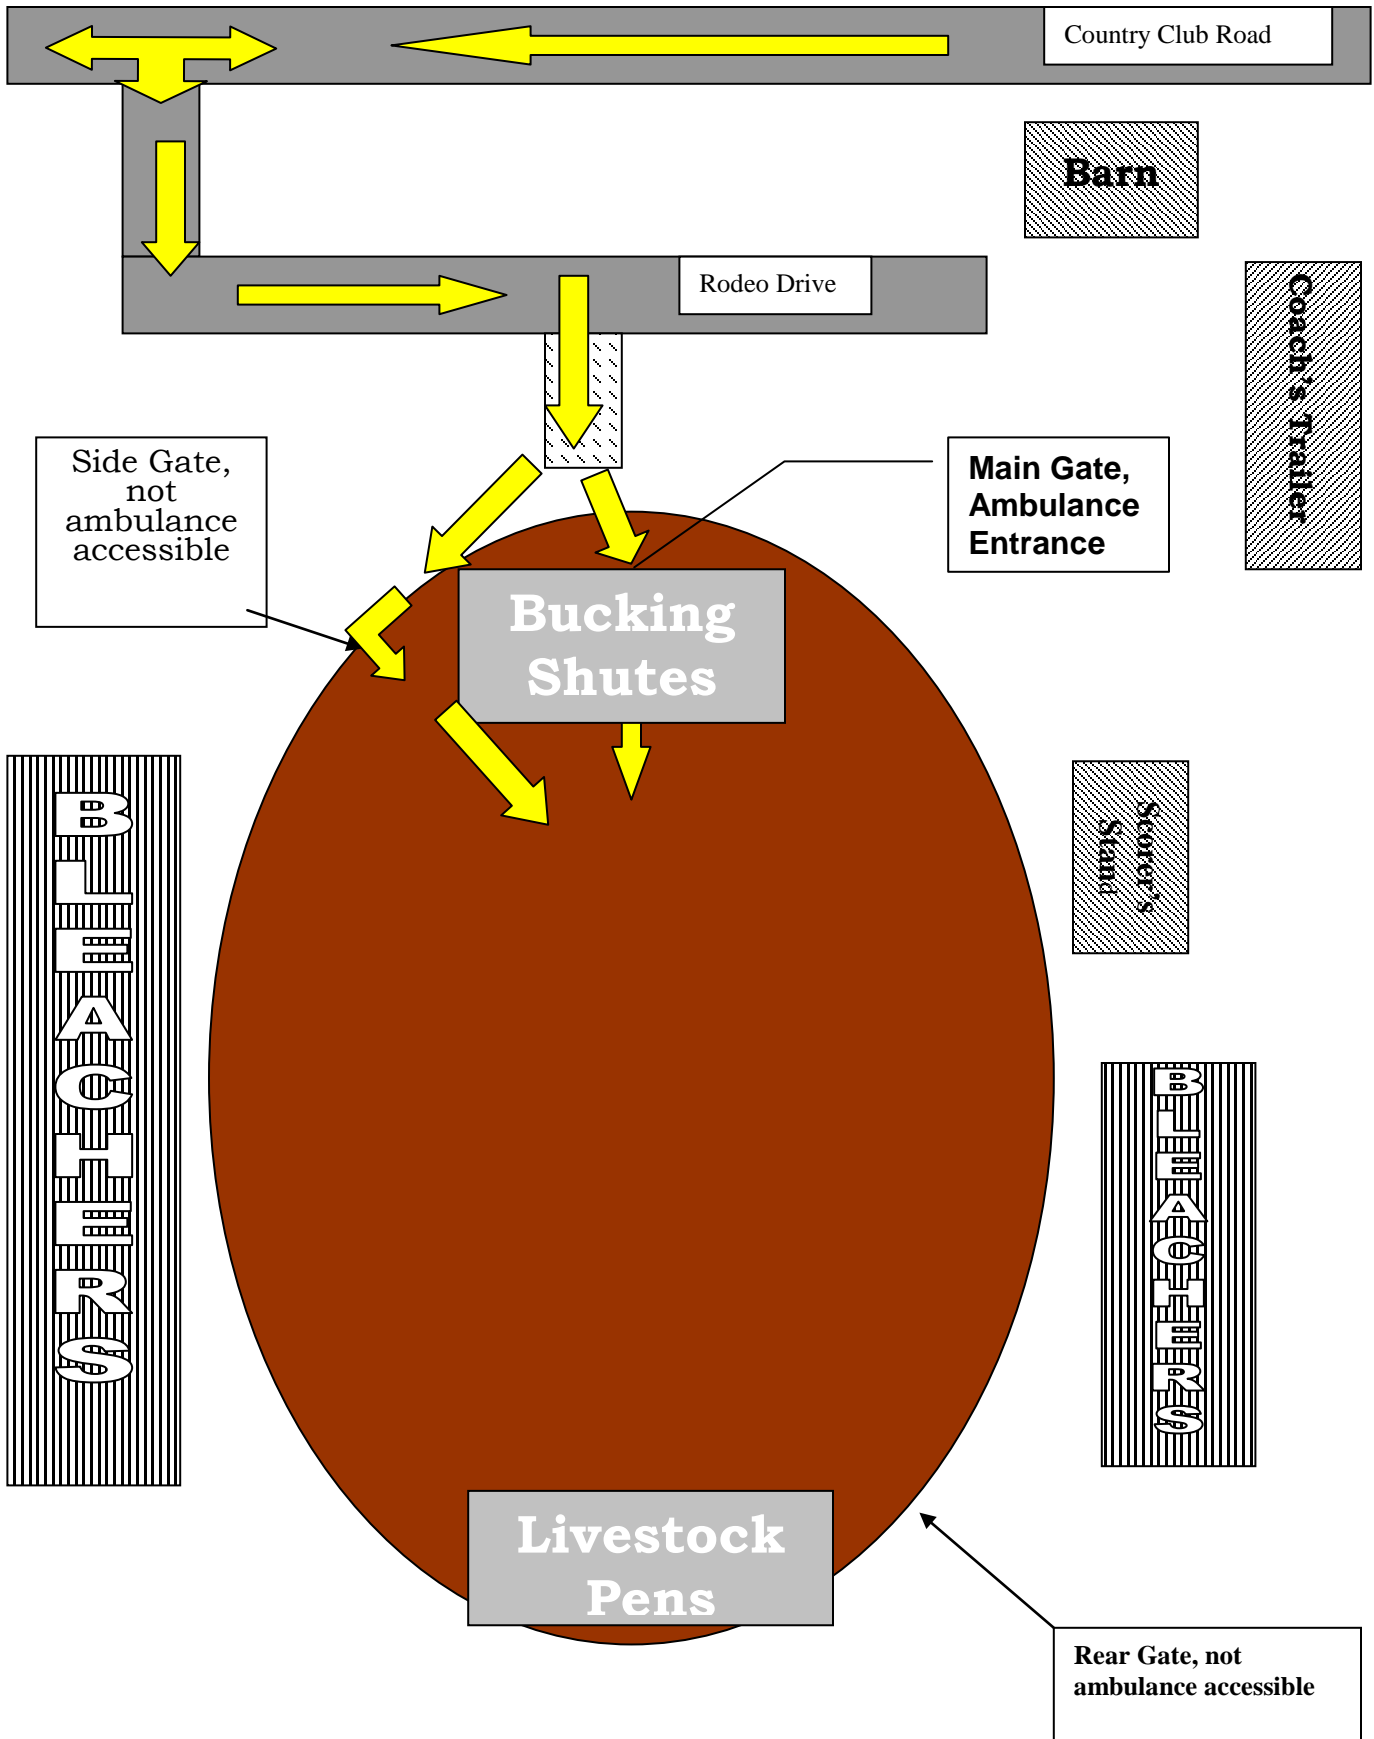 Country Club Road
Barn
Rodeo Drive
Coach's Trailer
Side Gate,
not
ambulance
accessible
Main Gate,
Ambulance
Entrance
Bucking
Shutes
BLEACHERS
Scorer's
Stand
BLEACHERS
Livestock
Pens
Rear Gate, not
ambulance accessible